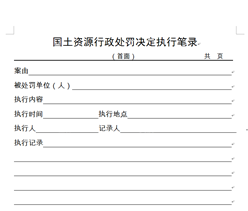 国土资源行政处罚决定执行笔录
（首面） 共 页
案由
被处罚单位（人）
执行内容
执行时间 执行地点
执行人 记录人
执行记录